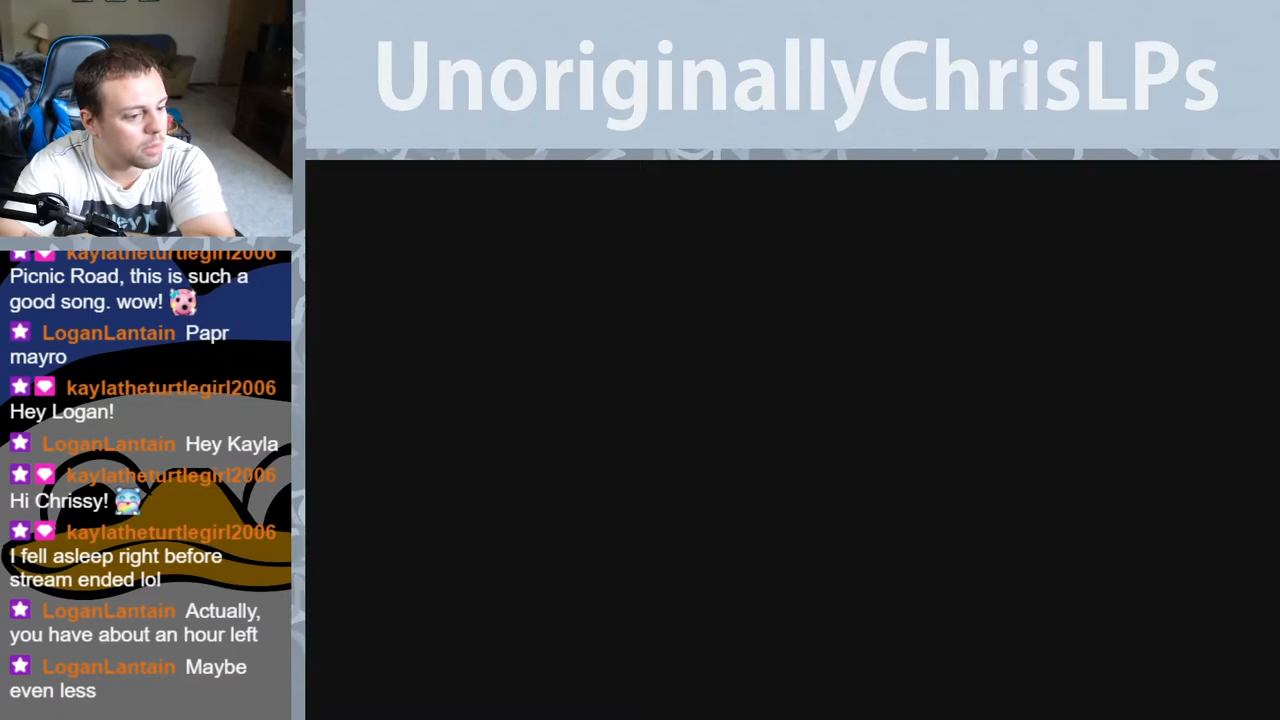 UnoriginallyChrisLPs
kaylatheturtlegirl2006
Picnic Road, this is such a
good song. wow!
LoganLantain Papr
mayro
kaylatheturtlegirl2006
Hey Logan!
LoganLantain Hey Kayla
kaylatheturtlegirl2006
Hi Chrissy!
kaylatheturtlegirl2006
I fell asleep right before
stream ended lol
LoganLantain Actually,
you have about an hour left
LoganLantain Maybe
even less